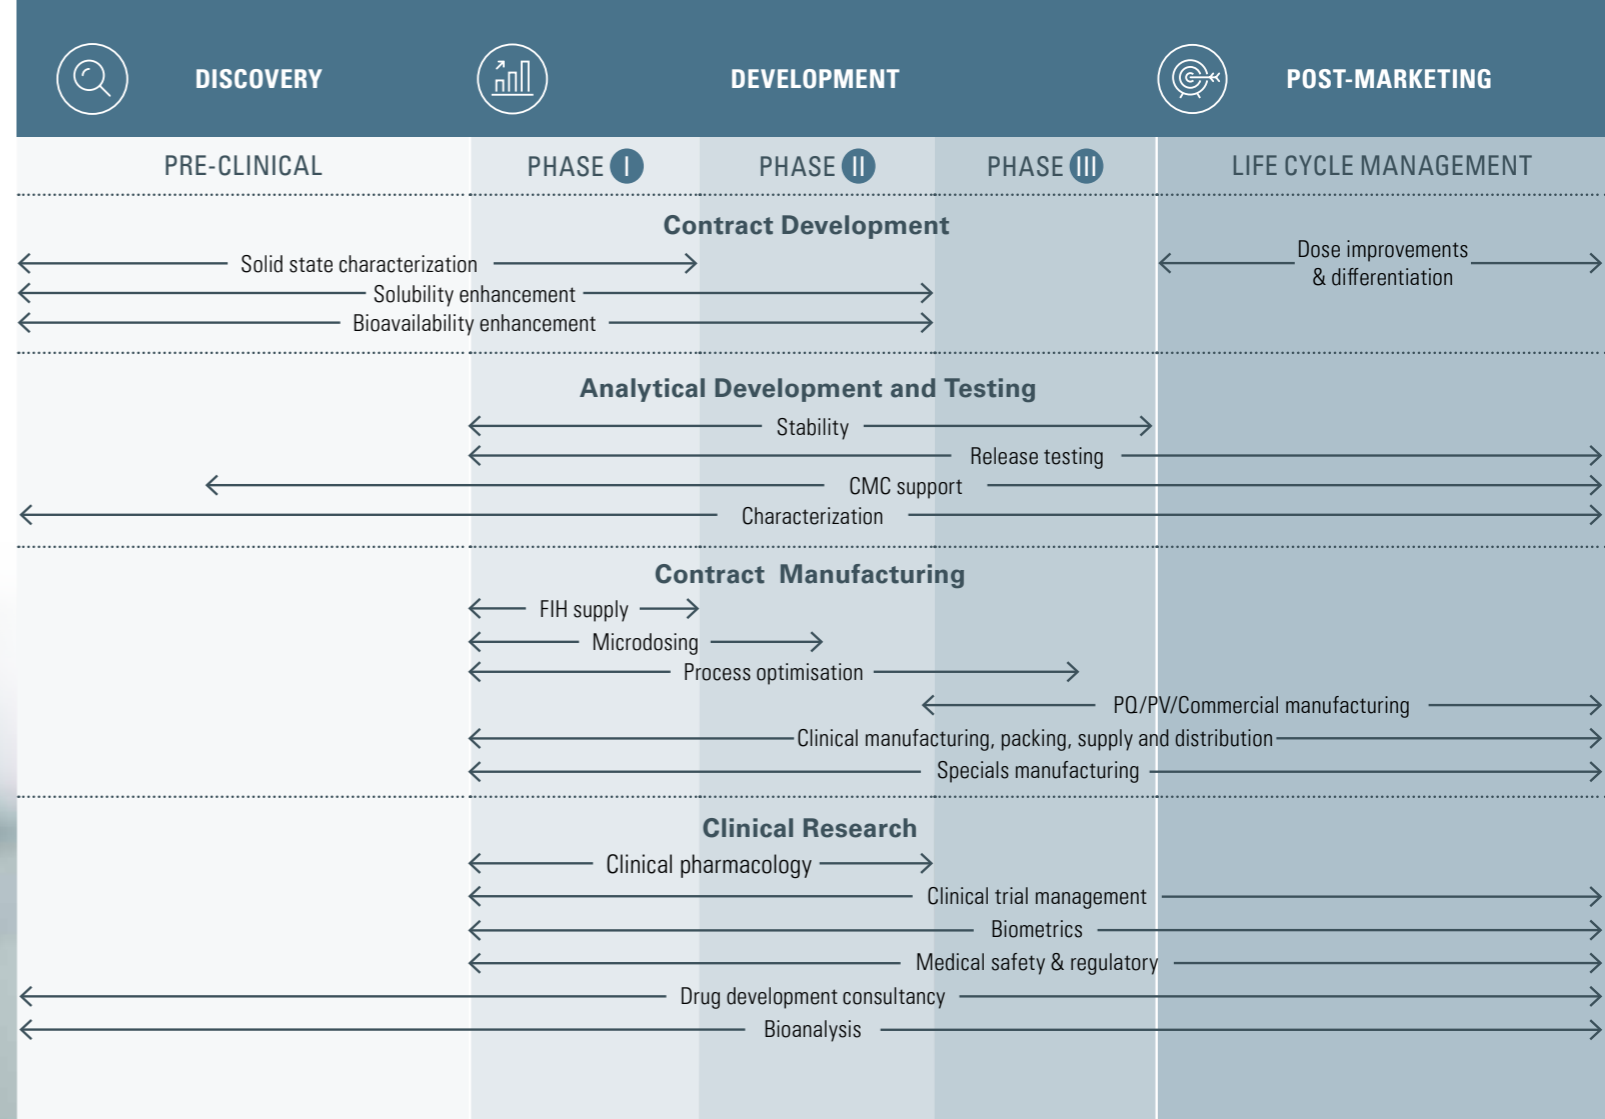 DISCOVERY
DEVELOPMENT
POST-MARKETING
PRE-CLINICAL
PHASE I
PHASE II
PHASE III
LIFE CYCLE MANAGEMENT
Contract Development
Solid state characterization
Dose improvements
& differentiation
Solubility enhancement
Bioavailability enhancement
Analytical Development and Testing
Stability
Release testing
CMC support
Characterization
Contract Manufacturing
FIH supply
Microdosing
Process optimisation
PQ/PV/Commercial manufacturing
Clinical manufacturing, packing, supply and distribution
Specials manufacturing
Clinical Research
Clinical pharmacology
Clinical trial management
Biometrics
Medical safety & regulatory
Drug development consultancy
Bioanalysis